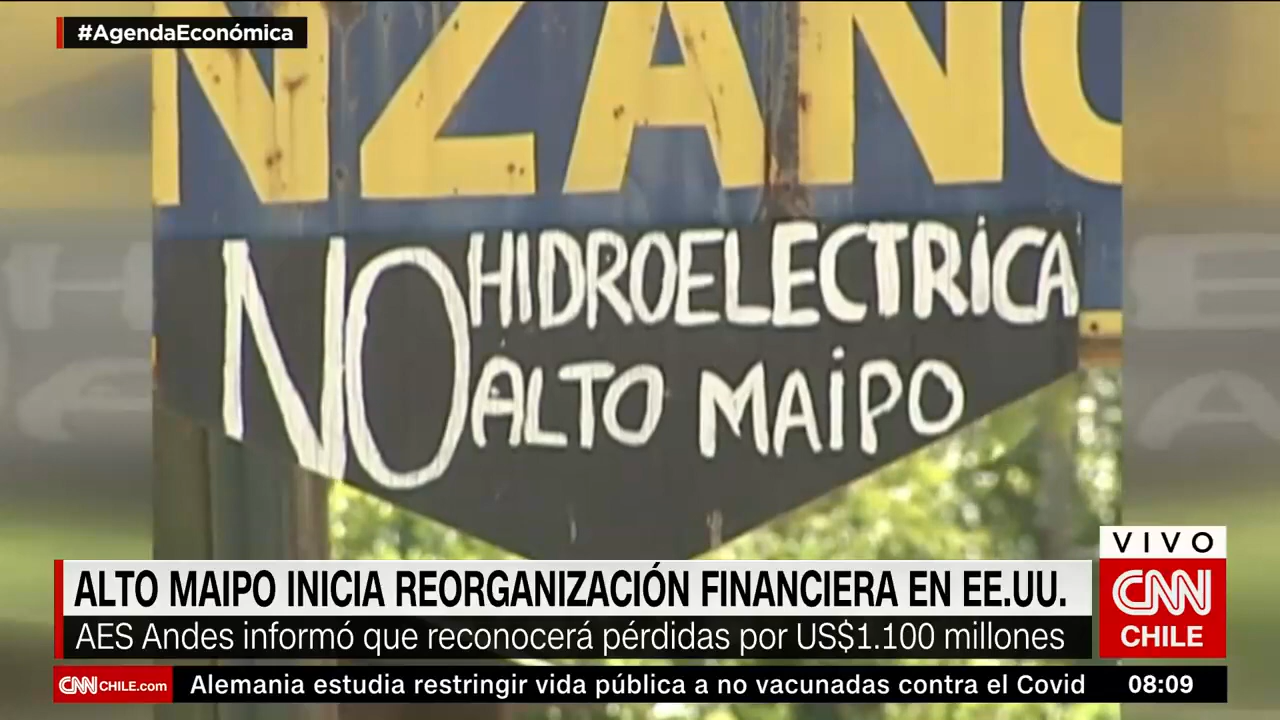 #AgendaEconómica
NZANO
NO HIDROELECTRiCA
ALTO MAiPO
VIVO
CNN
CHILE
ALTO MAIPO INICIA REORGANIZACIÓN FINANCIERA EN EE.UU.
AES Andes informó que reconocerá pérdidas por US$1.100 millones
CNNCHILE.com Alemania estudia restringir vida pública a no vacunadas contra el Covid 08:09